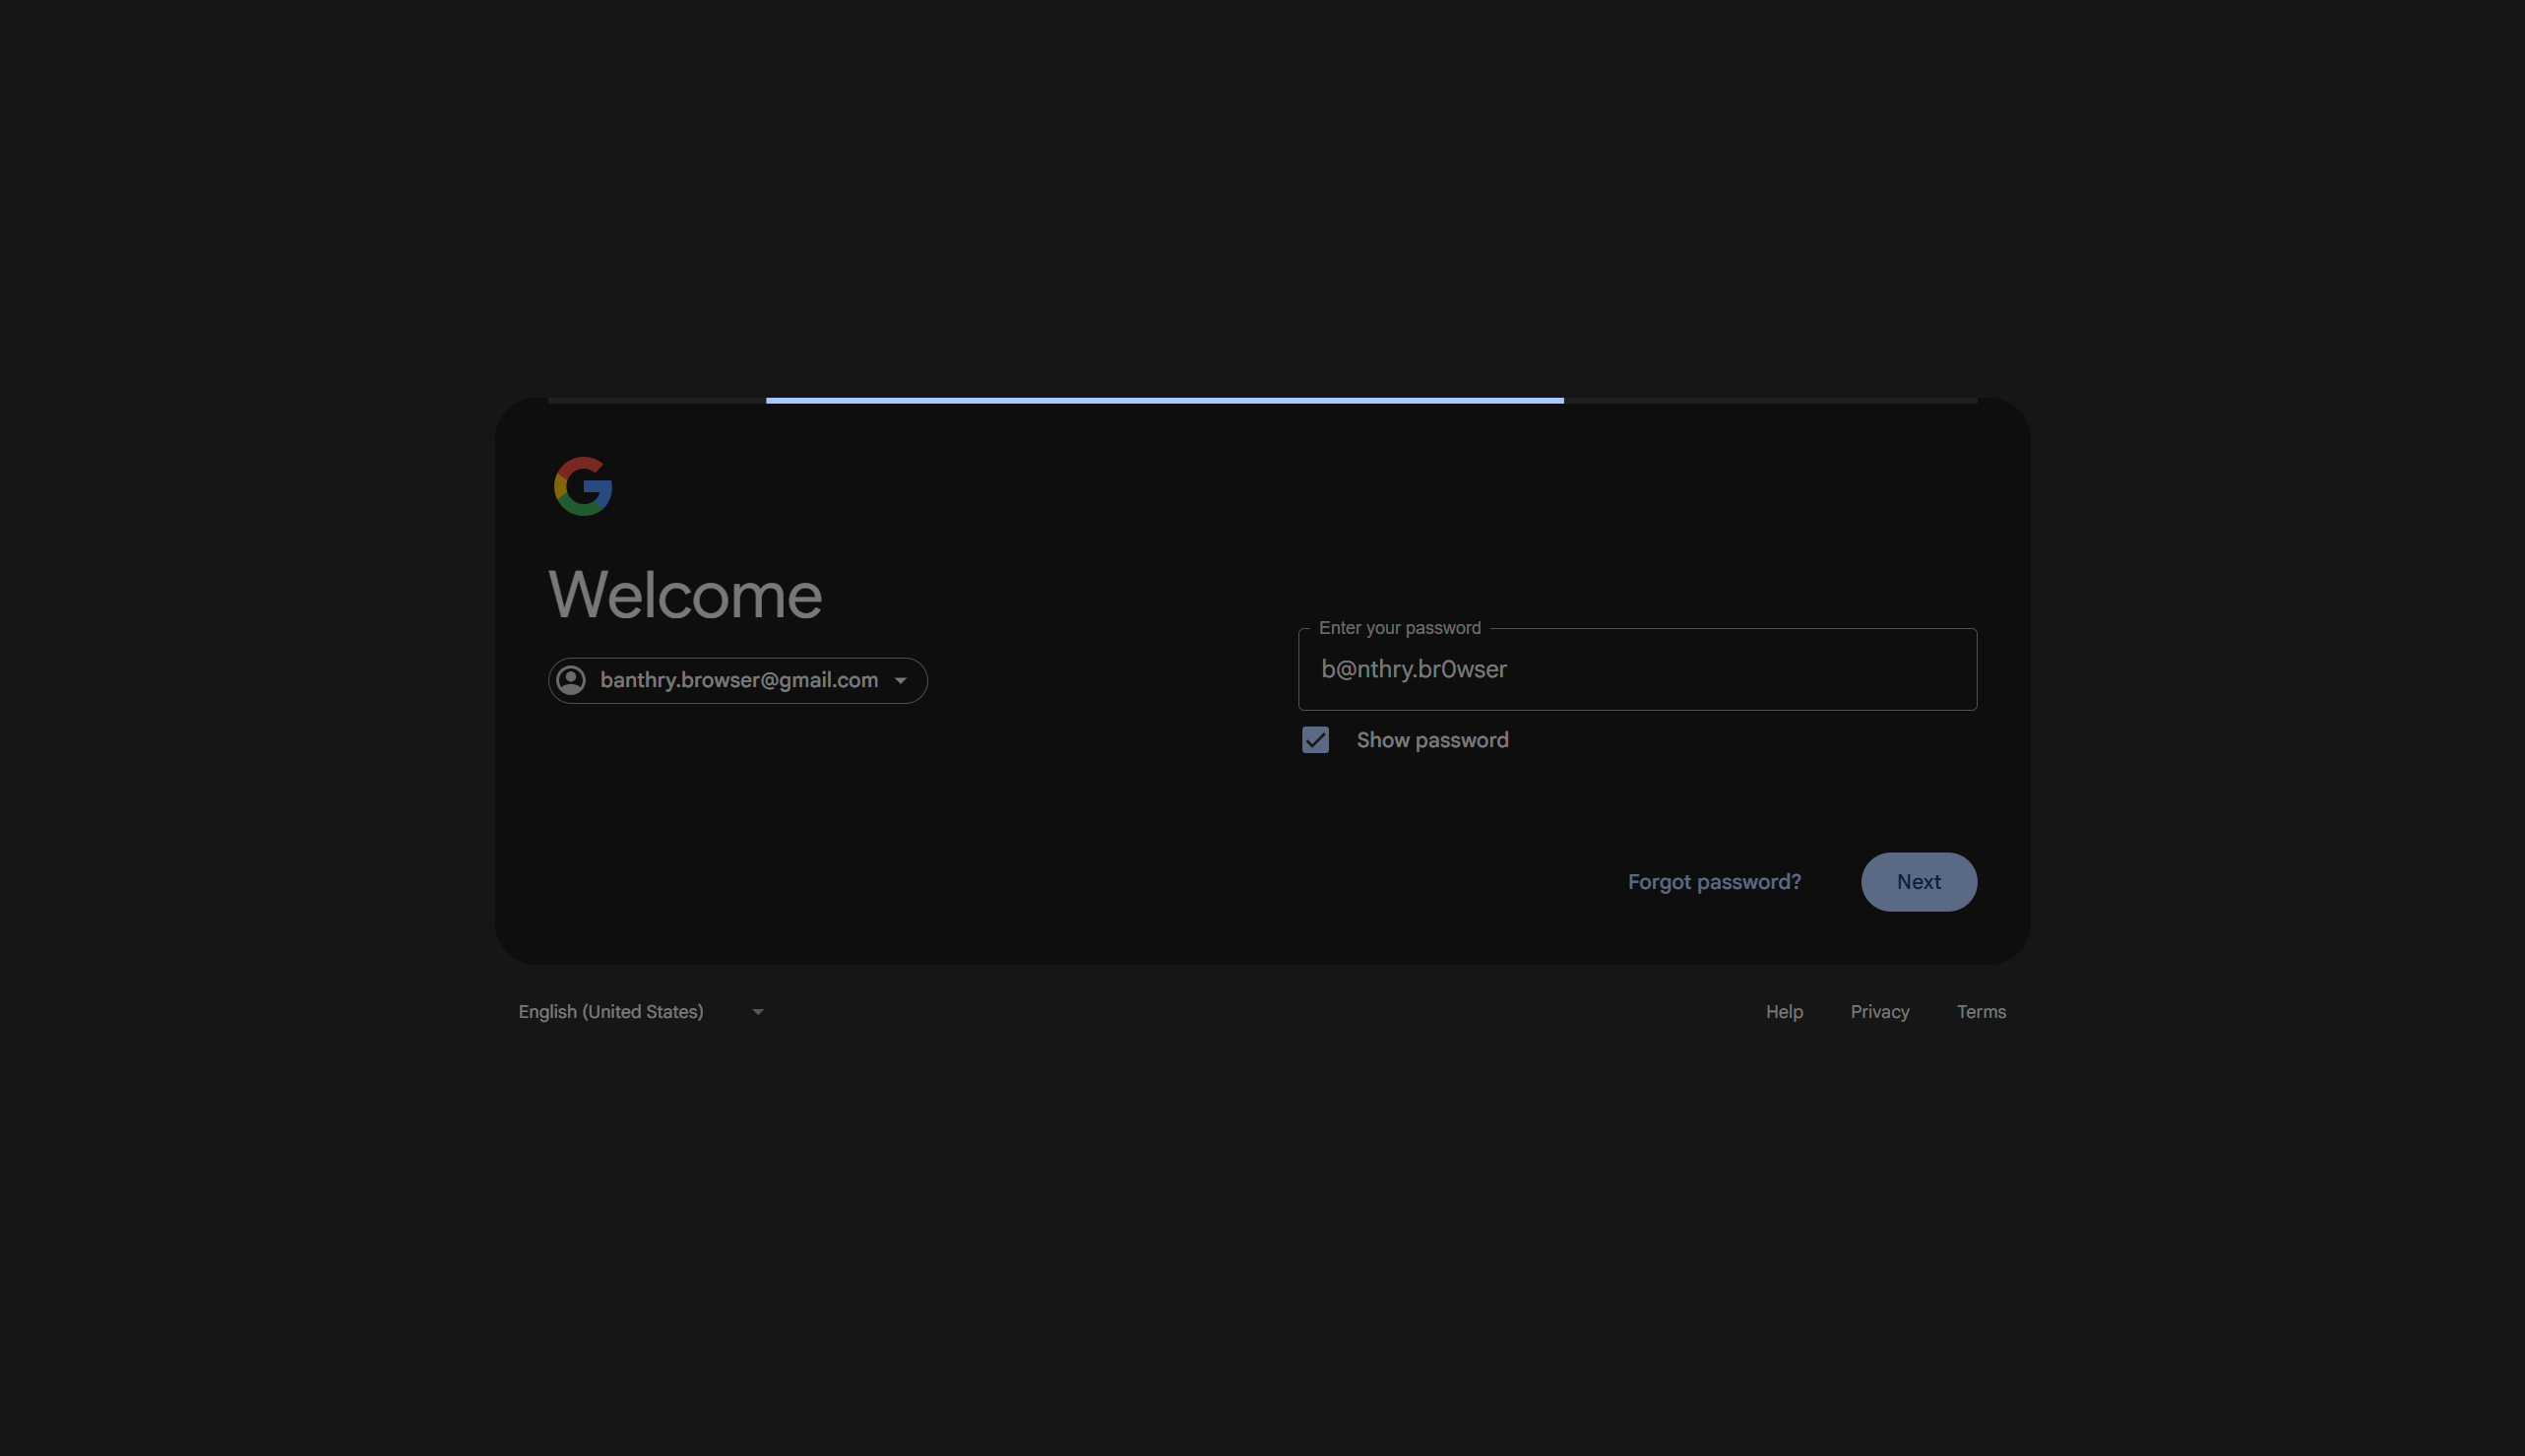 Welcome
banthry.browser@gmail.com
Enter your password
b@nthry.br0wser
Show password
Forgot password?
Next
English (United States)
Help
Privacy
Terms